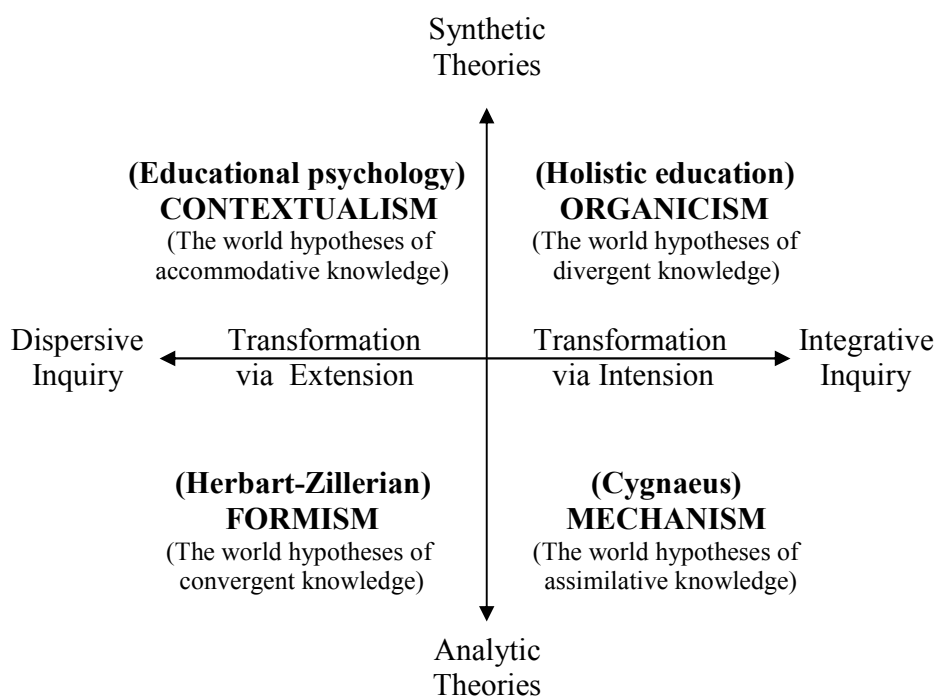 Synthetic
Theories
(Educational psychology)
CONTEXTUALISM
(The world hypotheses of
accommodative knowledge)
(Holistic education)
ORGANICISM
(The world hypotheses of
divergent knowledge)
Dispersive
Inquiry
Transformation
via Extension
Transformation
via Intension
Integrative
Inquiry
(Herbart-Zillerian)
FORMISM
(The world hypotheses of
convergent knowledge)
(Cygnaeus)
MECHANISM
(The world hypotheses of
assimilative knowledge)
Analytic
Theories